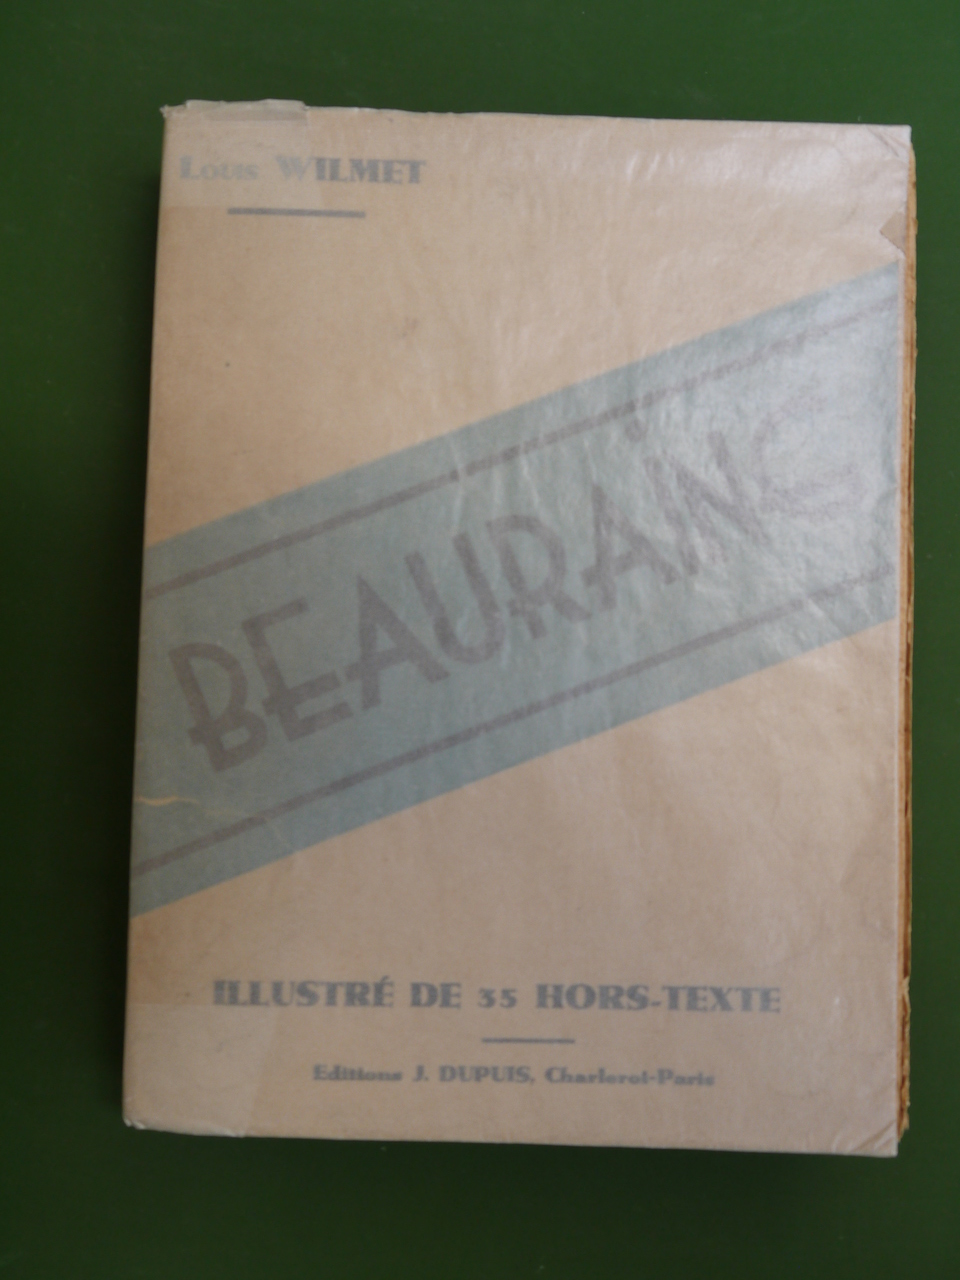 Louis WILMET
BEAURAING
ILLUSTRÉ DE 35 HORS-TEXTE
Editions J. DUPUIS, Charleroi-Paris